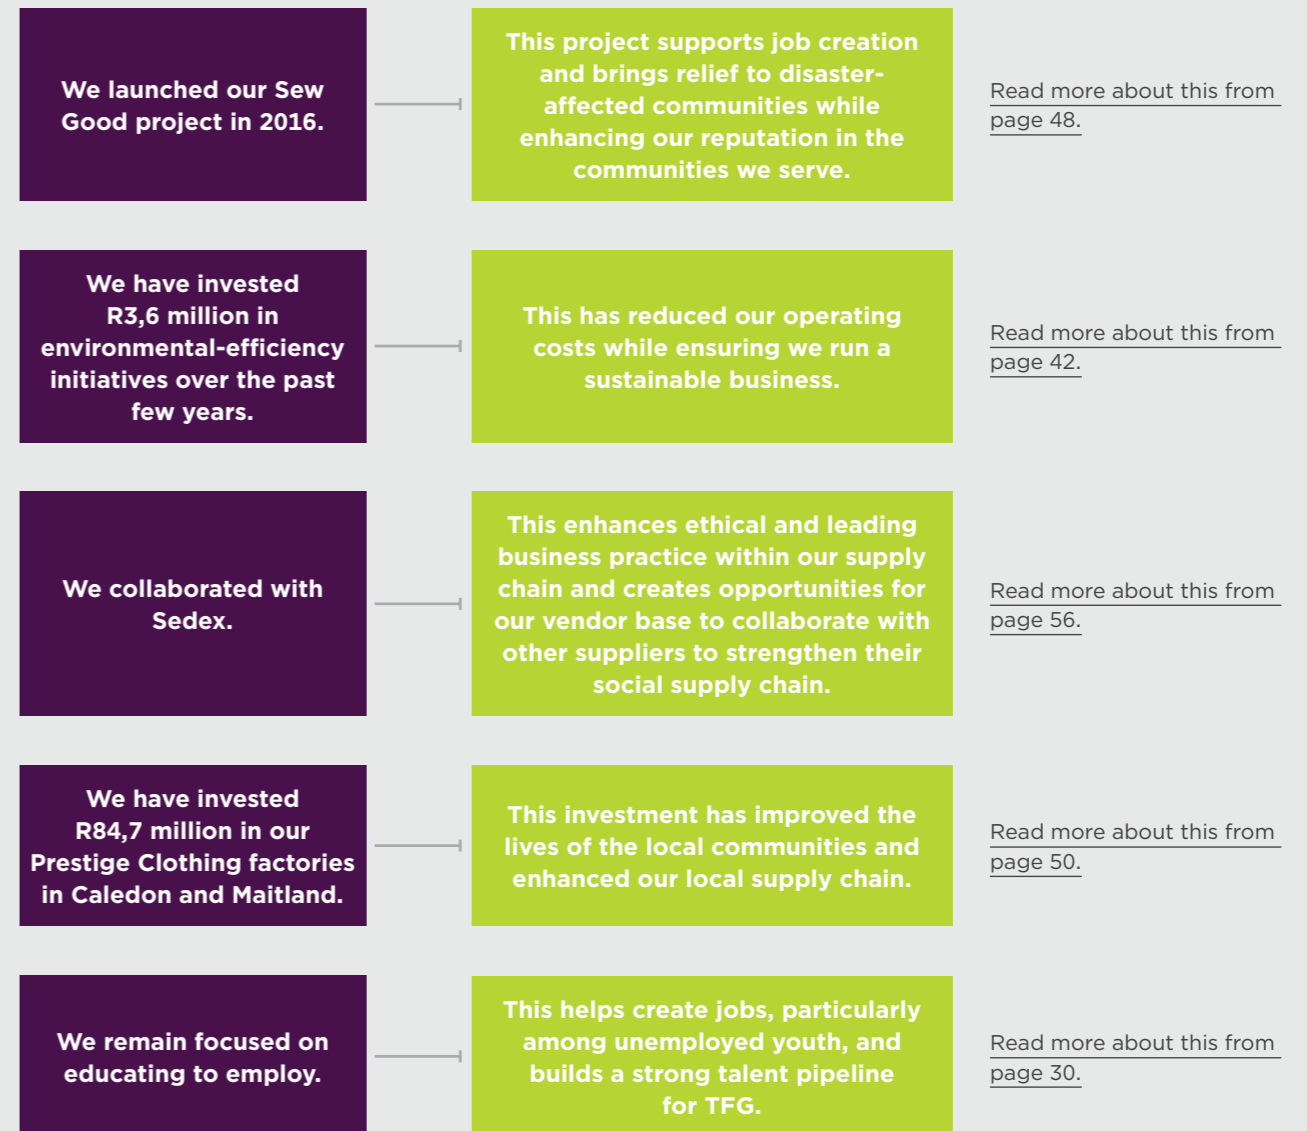 We launched our Sew
Good project in 2016.
This project supports job creation
and brings relief to disaster-
affected communities while
enhancing our reputation in the
communities we serve.
Read more about this from
page 48.
We have invested
R3,6 million in
environmental-efficiency
initiatives over the past
few years.
This has reduced our operating
costs while ensuring we run a
sustainable business.
Read more about this from
page 42.
We collaborated with
Sedex.
This enhances ethical and leading
business practice within our supply
chain and creates opportunities for
our vendor base to collaborate with
other suppliers to strengthen their
social supply chain.
Read more about this from
page 56.
We have invested
R84,7 million in our
Prestige Clothing factories
in Caledon and Maitland.
This investment has improved the
lives of the local communities and
enhanced our local supply chain.
Read more about this from
page 50.
We remain focused on
educating to employ.
This helps create jobs, particularly
among unemployed youth, and
builds a strong talent pipeline
for TFG.
Read more about this from
page 30.